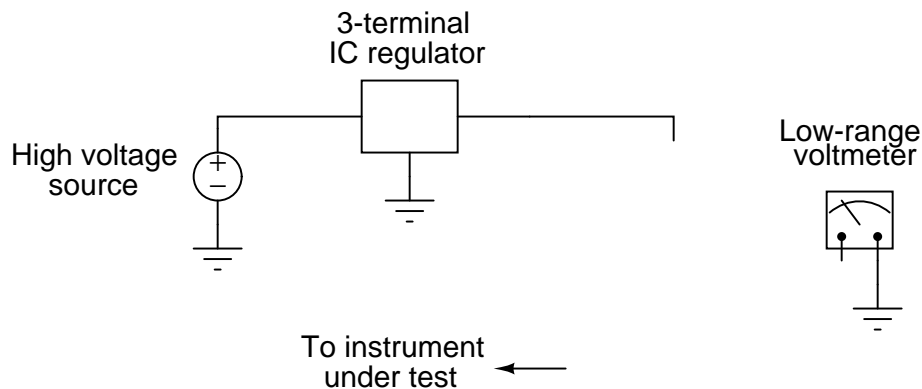 3-terminal
IC regulator
High voltage
source
+
−
Low-range
voltmeter
To instrument
under test